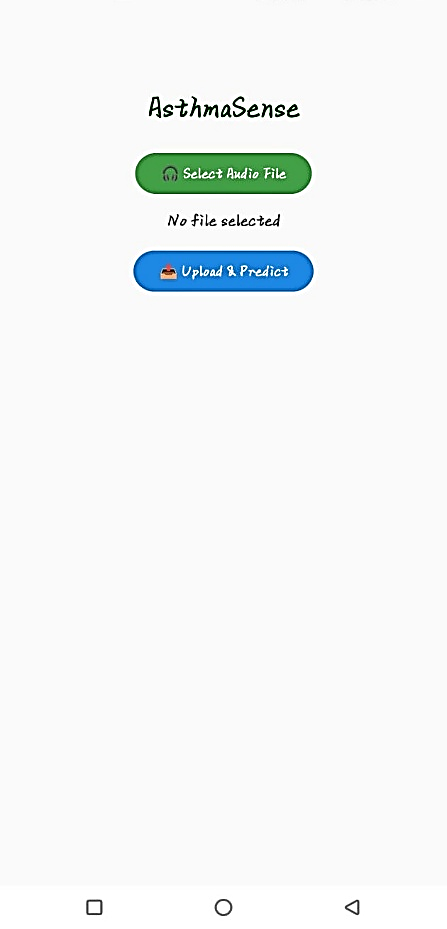 AsthmaSense
🎧 Select Audio File
No file selected
📤 Upload & Predict